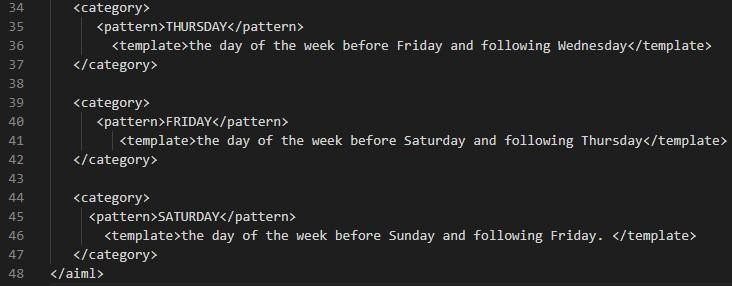 34 <category>
35 <pattern>THURSDAY</pattern>
36 <template>the day of the week before Friday and following Wednesday</template>
37 </category>
38
39 <category>
40 <pattern>FRIDAY</pattern>
41 <template>the day of the week before Saturday and following Thursday</template>
42 </category>
43
44 <category>
45 <pattern>SATURDAY</pattern>
46 <template>the day of the week before Sunday and following Friday. </template>
47 </category>
48 </aiml>